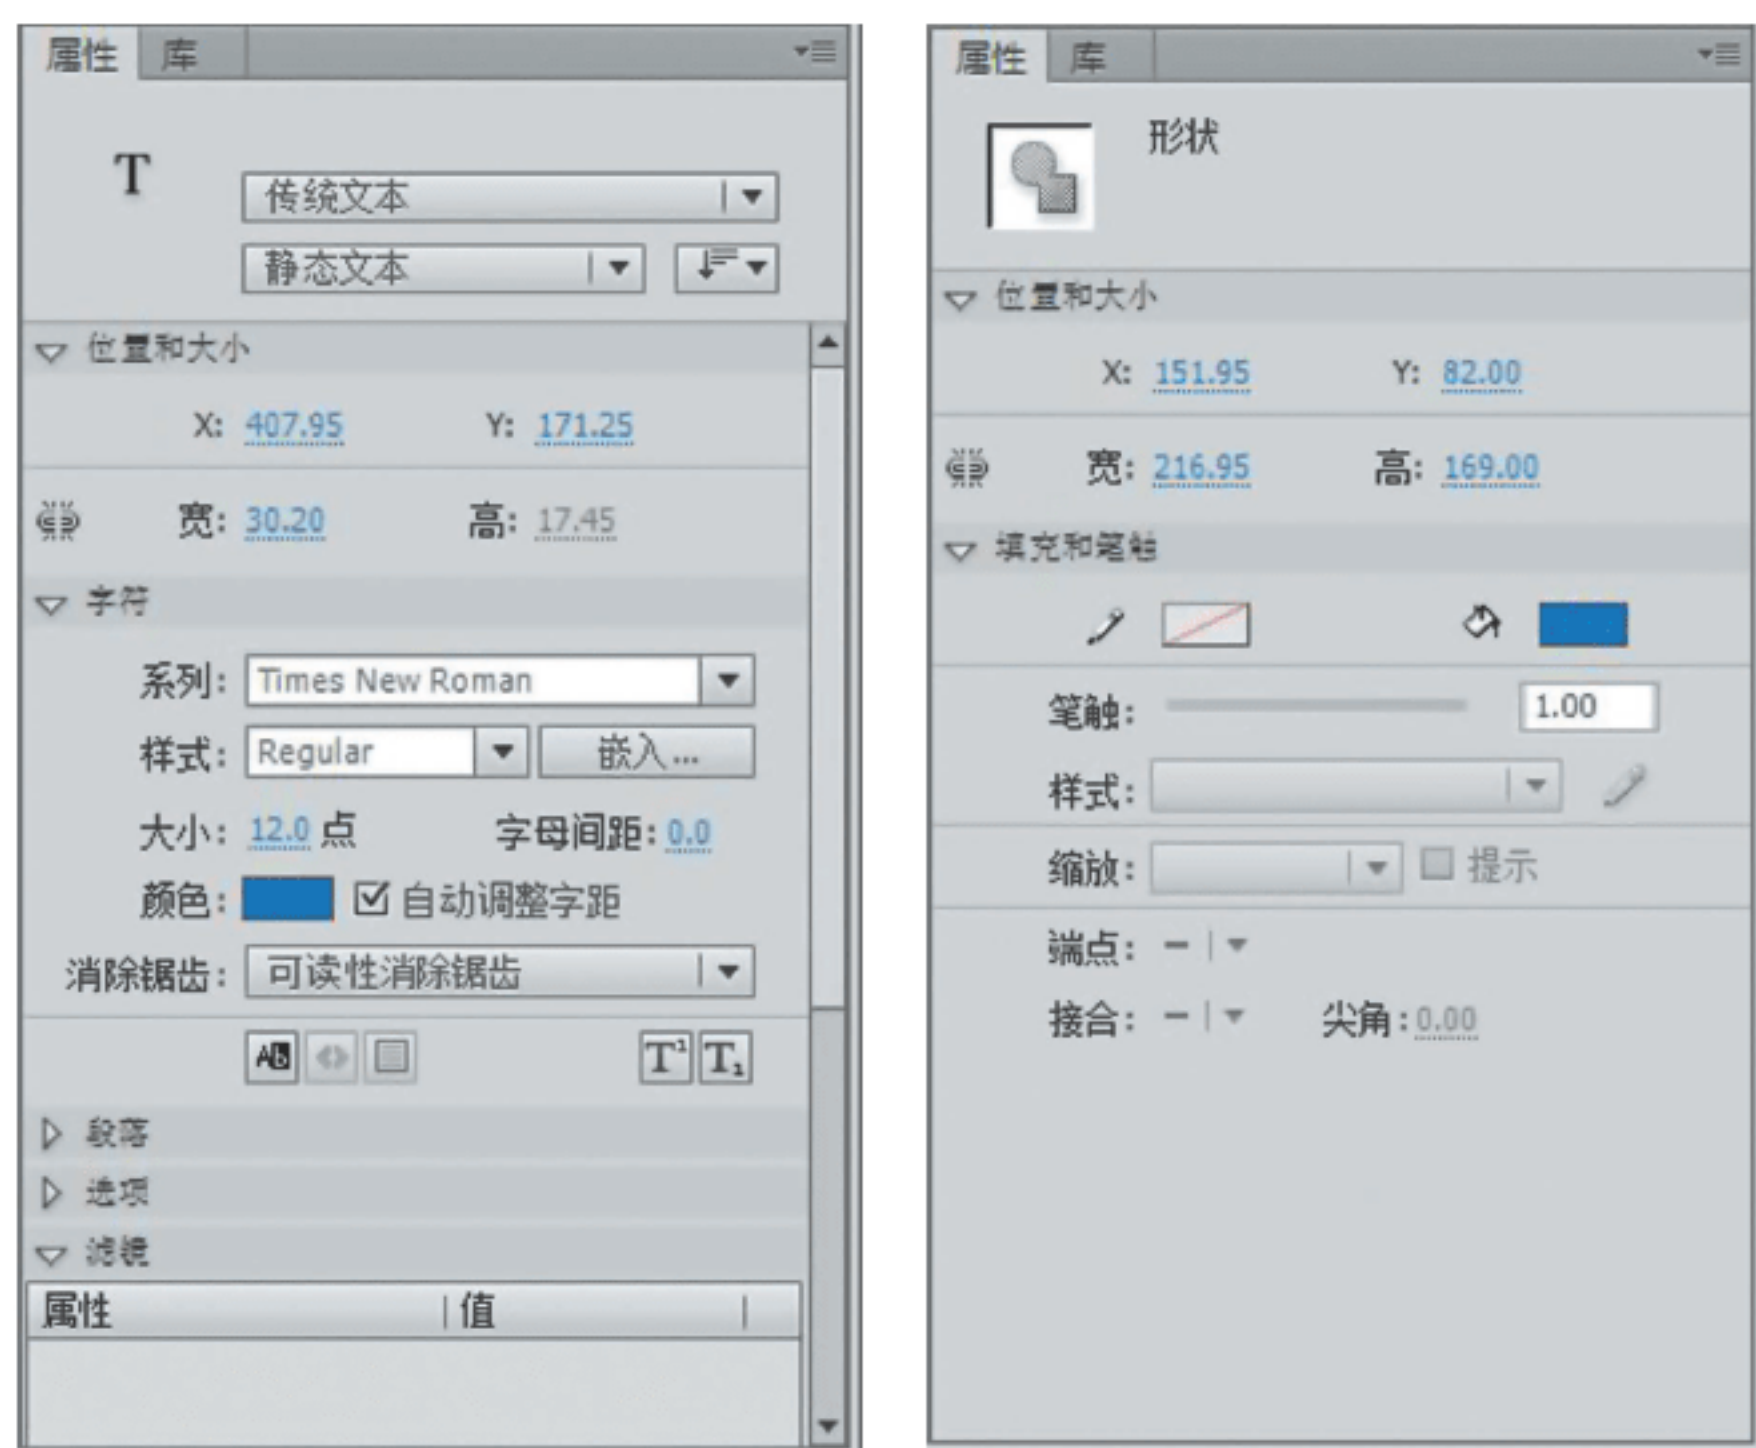 属性 库
T
传统文本
静态文本
位置和大小
X: 407.95 Y: 171.25
宽: 30.20 高: 17.45
字符
系列: Times New Roman
样式: Regular 嵌入...
大小: 12.0 点 字母间距: 0.0
颜色: 自动调整字距
消除锯齿: 可读性消除锯齿
Ab T¹ T₁
段落
选项
滤镜
属性 值
属性 库
形状
位置和大小
X: 151.95 Y: 82.00
宽: 216.95 高: 169.00
填充和笔触
笔触: 1.00
样式:
缩放: 提示
端点:
接合: 尖角: 0.00